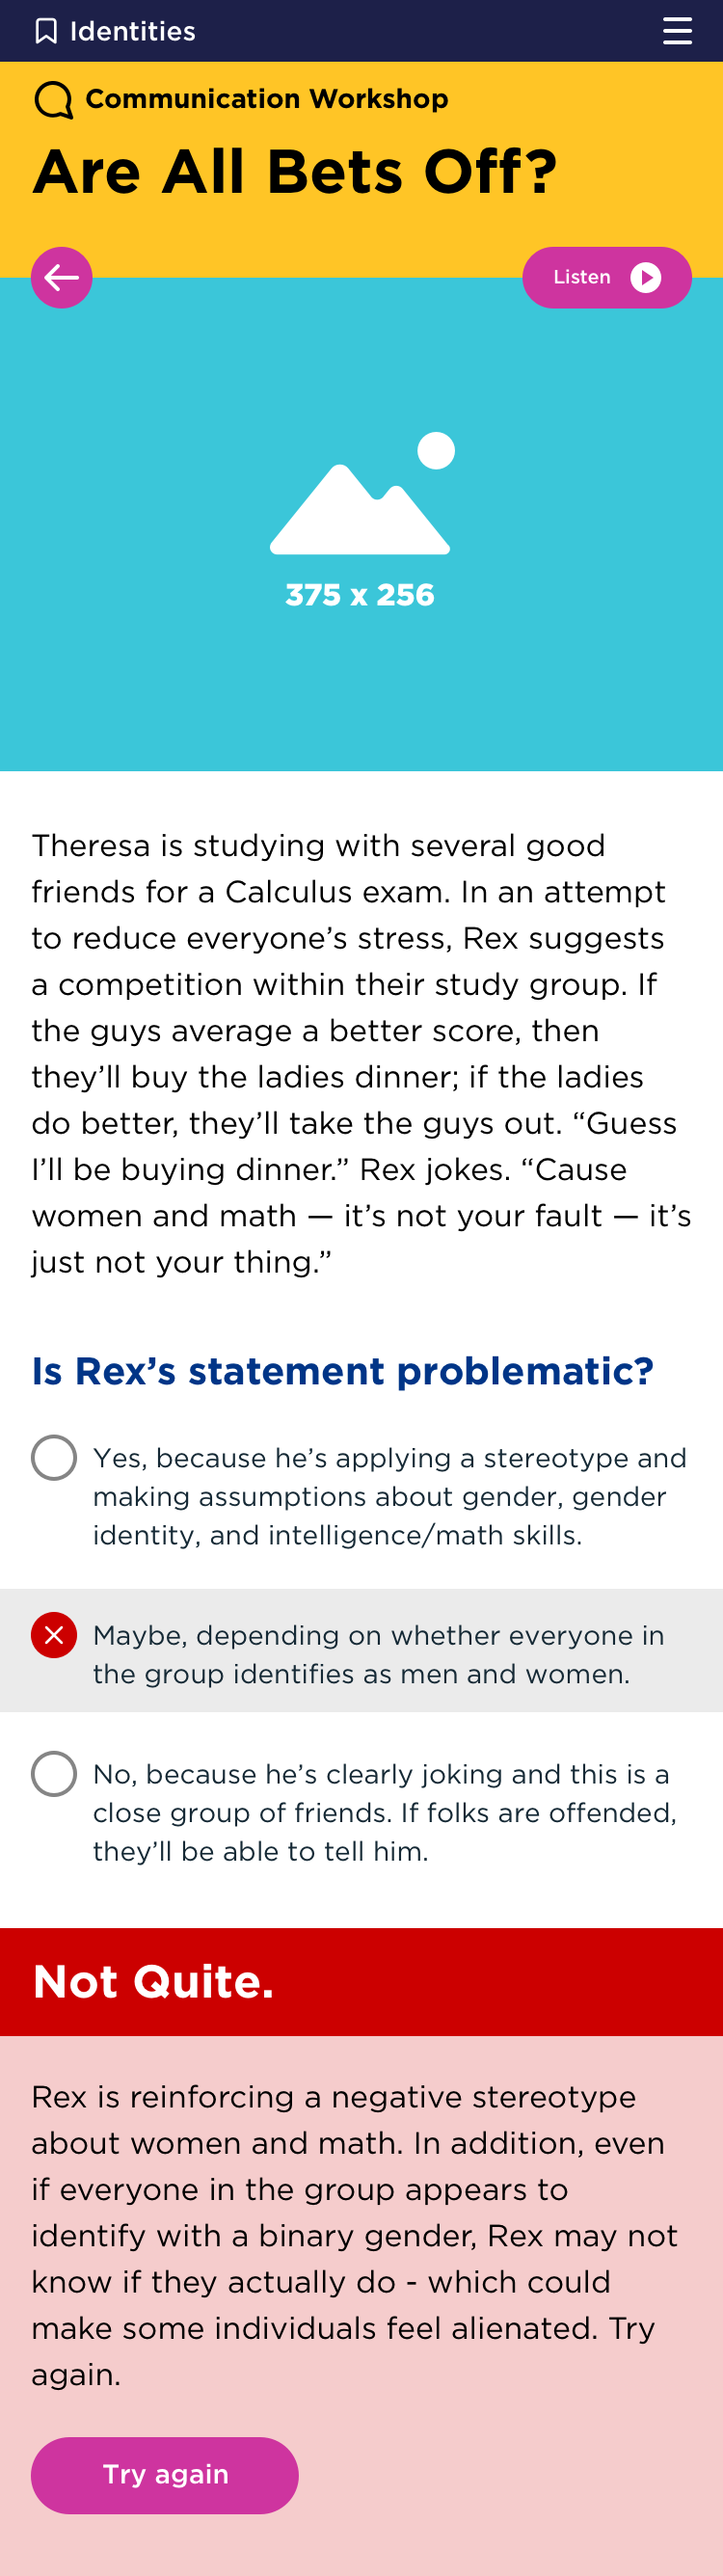 Identities
Communication Workshop
Are All Bets Off?
Listen
375 x 256
Theresa is studying with several good
friends for a Calculus exam. In an attempt
to reduce everyone’s stress, Rex suggests
a competition within their study group. If
the guys average a better score, then
they’ll buy the ladies dinner; if the ladies
do better, they’ll take the guys out. “Guess
I’ll be buying dinner.” Rex jokes. “Cause
women and math — it’s not your fault — it’s
just not your thing.”
Is Rex’s statement problematic?
Yes, because he’s applying a stereotype and
making assumptions about gender, gender
identity, and intelligence/math skills.
Maybe, depending on whether everyone in
the group identifies as men and women.
No, because he’s clearly joking and this is a
close group of friends. If folks are offended,
they’ll be able to tell him.
Not Quite.
Rex is reinforcing a negative stereotype
about women and math. In addition, even
if everyone in the group appears to
identify with a binary gender, Rex may not
know if they actually do - which could
make some individuals feel alienated. Try
again.
Try again